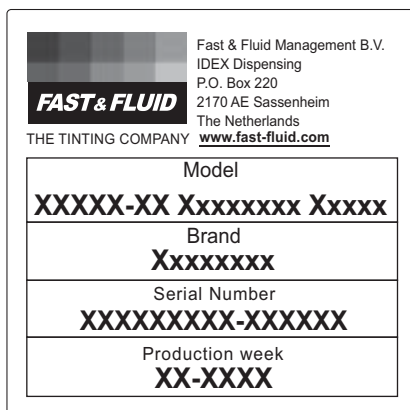 Fast & Fluid Management B.V.
IDEX Dispensing
P.O. Box 220
2170 AE Sassenheim
The Netherlands
www.fast-fluid.com
FAST & FLUID
THE TINTING COMPANY
Model
XXXXX-XX Xxxxxxxx Xxxxx
Brand
Xxxxxxxx
Serial Number
XXXXXXXXX-XXXXXX
Production week
XX-XXXX